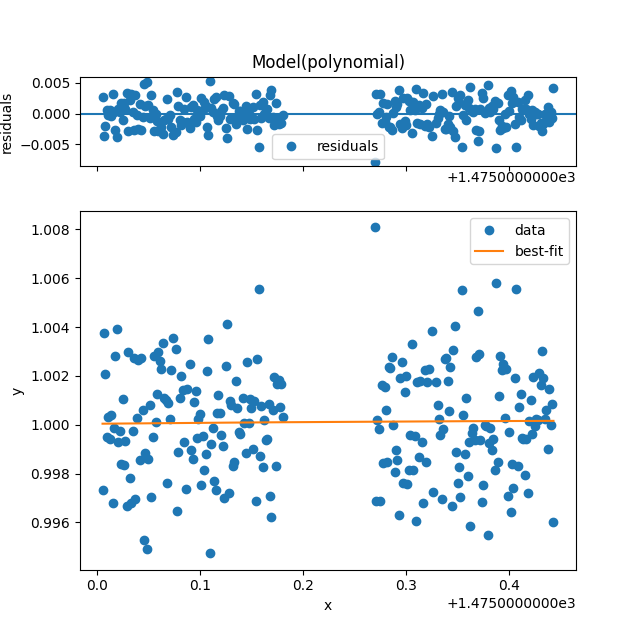 Model(polynomial)
0.005
0.000
−0.005
residuals
residuals
+1.4750000000e3
1.008
1.006
1.004
1.002
1.000
0.998
0.996
y
data
best-fit
0.0 0.1 0.2 0.3 0.4
x
+1.4750000000e3